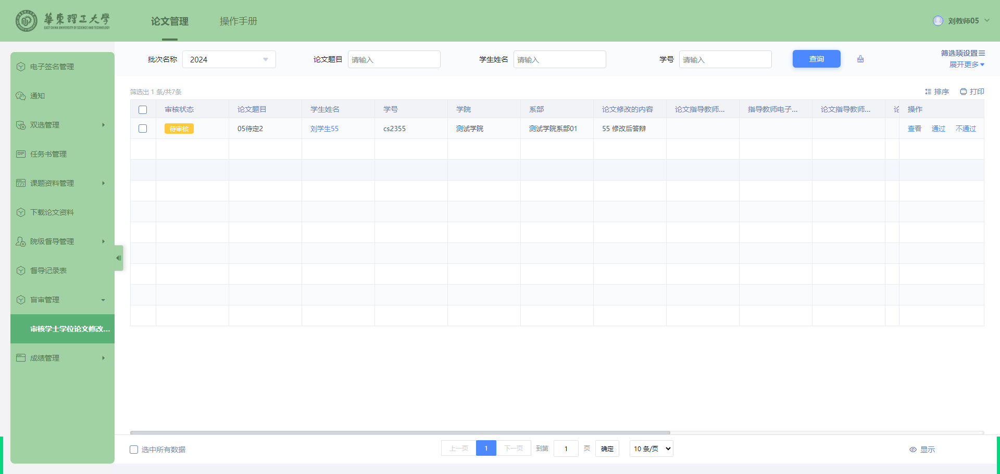 華東理工大學
EAST CHINA UNIVERSITY OF SCIENCE AND TECHNOLOGY
论文管理
操作手册
刘教师05
电子签名管理
通知
双选管理
任务书管理
课题资料管理
下载论文资料
院级督导管理
督导记录表
盲审管理
审核学士学位论文修改...
成绩管理
批次名称 2024 论文题目 请输入 学生姓名 请输入 学号 请输入 查询
筛选项设置
展开更多
筛选出 1 条/共7条
排序 打印
审核状态 论文题目 学生姓名 学号 学院 系部 论文修改的内容 论文指导教师... 指导教师电子... 论文指导教师... 论 操作
待审核 05待定2 刘学生55 cs2355 测试学院 测试学院系部01 55 修改后答辩 查看 通过 不通过
选中所有数据
上一页 1 下一页 到第 1 页 确定 10 条/页
显示